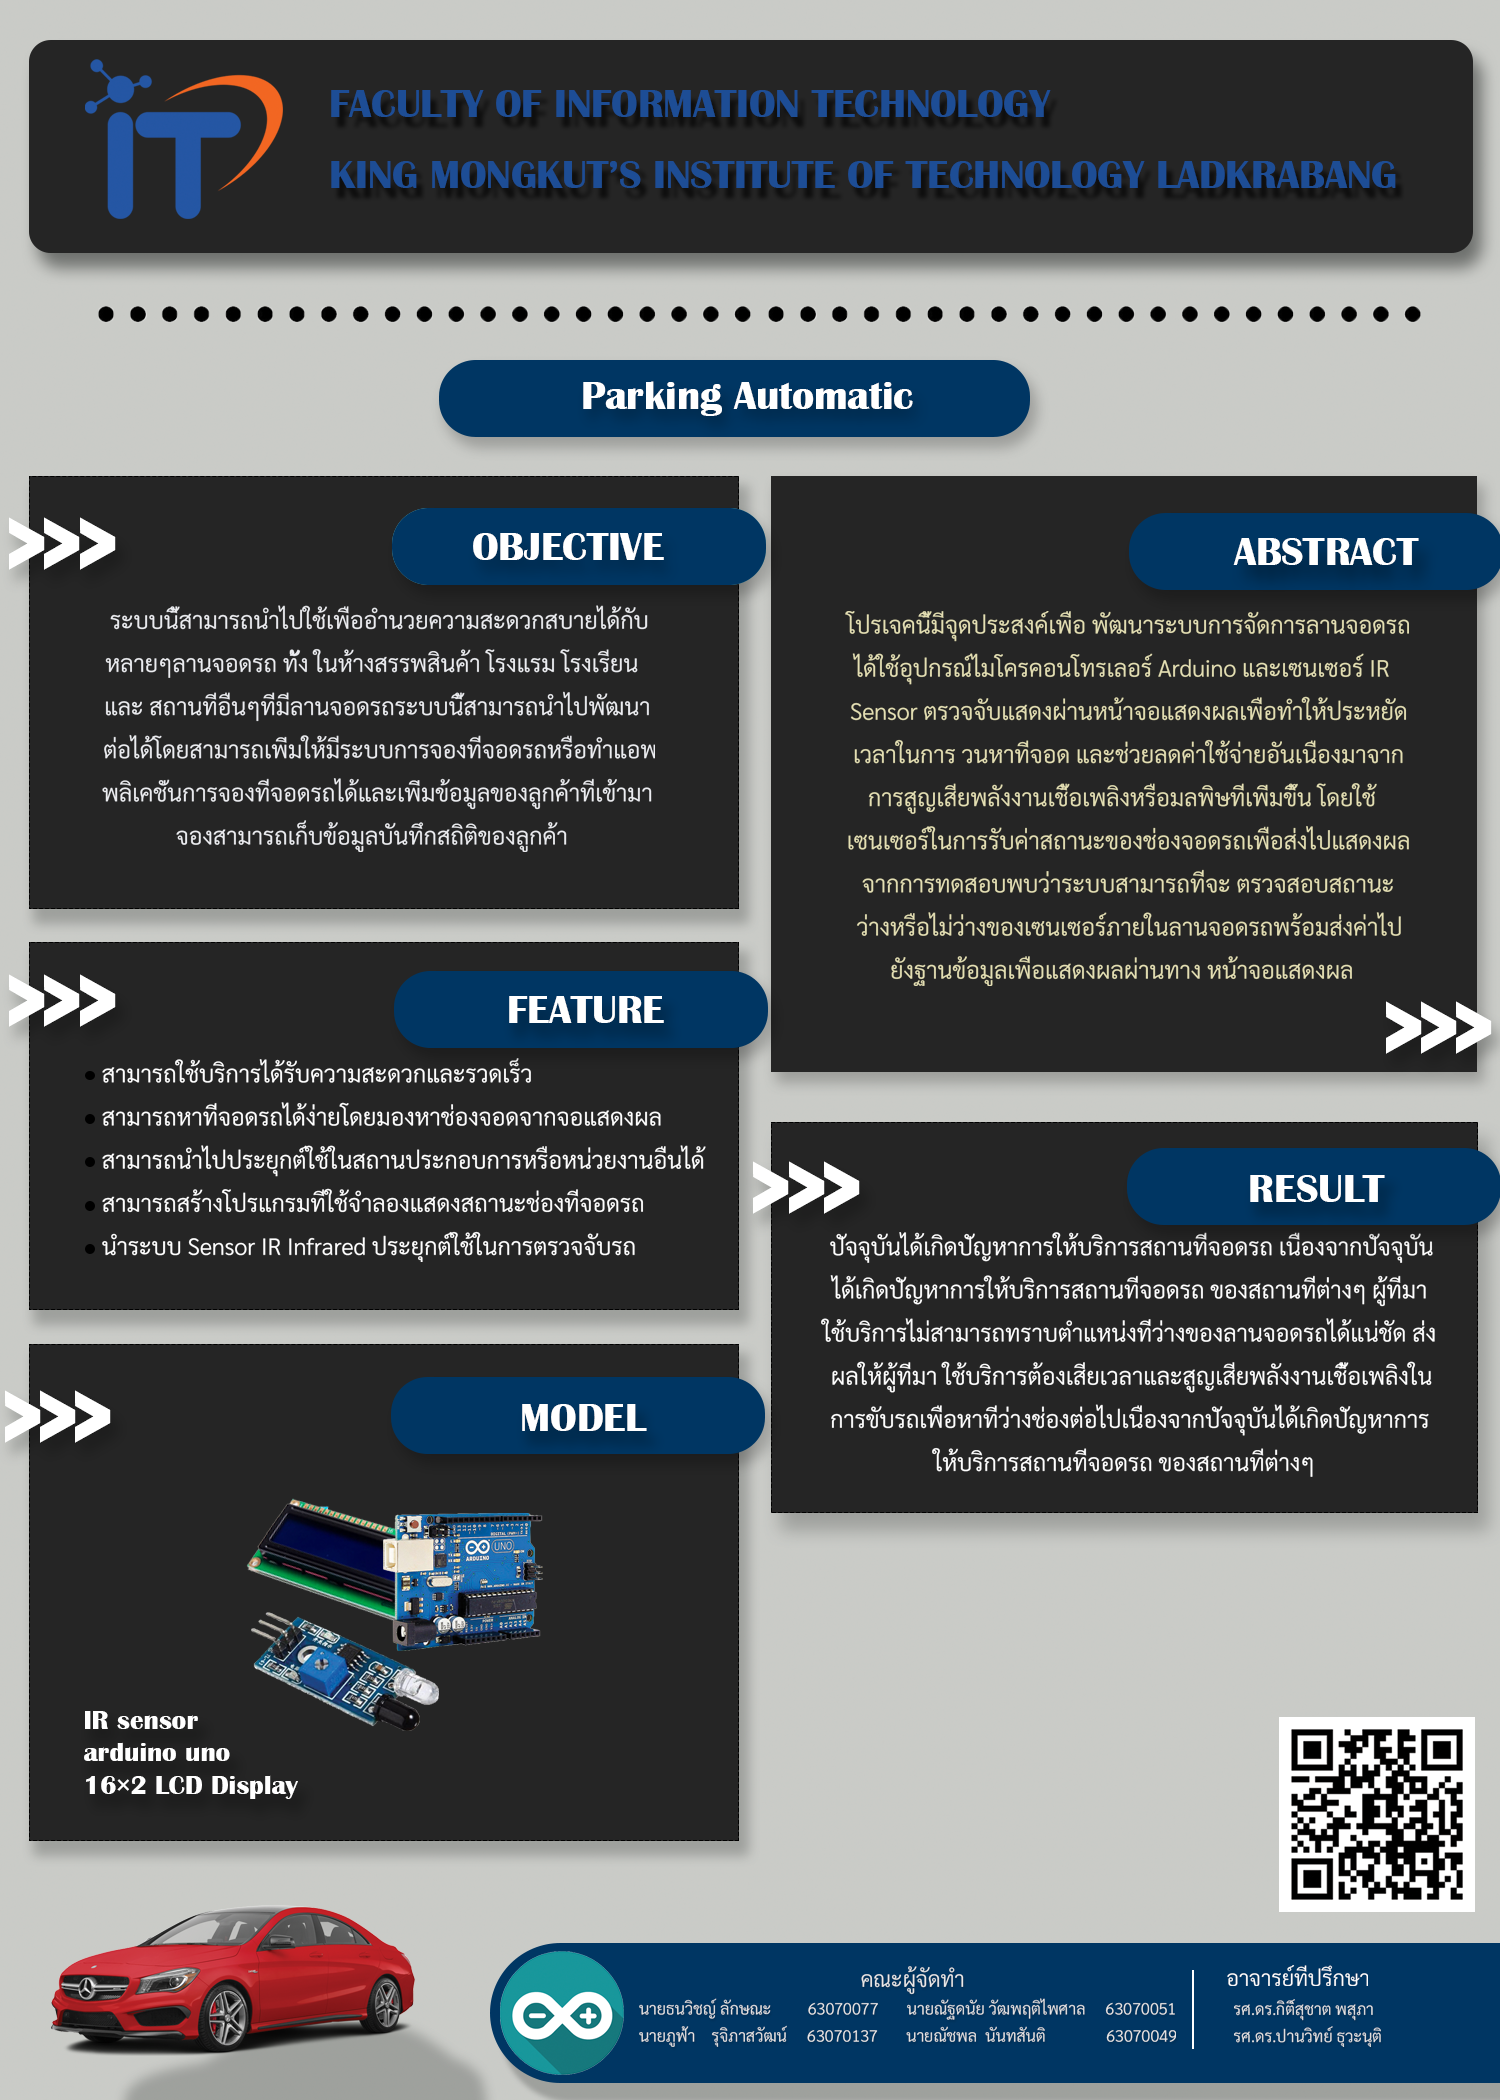 iT
FACULTY OF INFORMATION TECHNOLOGY
KING MONGKUT'S INSTITUTE OF TECHNOLOGY LADKRABANG
Parking Automatic
OBJECTIVE
ระบบนี้สามารถนำไปใช้เพื่ออำนวยความสะดวกสบายได้กับ
หลายๆลานจอดรถ ทั้ง ในห้างสรรพสินค้า โรงแรม โรงเรียน
และ สถานที่อื่นๆที่มีลานจอดรถระบบนี้สามารถนำไปพัฒนา
ต่อได้โดยสามารถเพิ่มให้มีระบบการจองที่จอดรถหรือทำแอพ
พลิเคชั่นการจองที่จอดรถได้และเพิ่มข้อมูลของลูกค้าที่เข้ามา
จองสามารถเก็บข้อมูลบันทึกสถิติของลูกค้า
FEATURE
สามารถใช้บริการได้รับความสะดวกและรวดเร็ว
สามารถหาที่จอดรถได้ง่ายโดยมองหาช่องจอดจากจอแสดงผล
สามารถนำไปประยุกต์ใช้ในสถานประกอบการหรือหน่วยงานอื่นได้
สามารถสร้างโปรแกรมที่ใช้จำลองแสดงสถานะช่องที่จอดรถ
นำระบบ Sensor IR Infrared ประยุกต์ใช้ในการตรวจจับรถ
MODEL
UNO
ARDUINO
IR sensor
arduino uno
16×2 LCD Display
ABSTRACT
โปรเจคนี้มีจุดประสงค์เพื่อ พัฒนาระบบการจัดการลานจอดรถ
ได้ใช้อุปกรณ์ไมโครคอนโทรเลอร์ Arduino และเซนเซอร์ IR
Sensor ตรวจจับแสดงผ่านหน้าจอแสดงผลเพื่อทำให้ประหยัด
เวลาในการ วนหาที่จอด และช่วยลดค่าใช้จ่ายอันเนื่องมาจาก
การสูญเสียพลังงานเชื้อเพลิงหรือมลพิษที่เพิ่มขึ้น โดยใช้
เซนเซอร์ในการรับค่าสถานะของช่องจอดรถเพื่อส่งไปแสดงผล
จากการทดสอบพบว่าระบบสามารถที่จะ ตรวจสอบสถานะ
ว่างหรือไม่ว่างของเซนเซอร์ภายในลานจอดรถพร้อมส่งค่าไป
ยังฐานข้อมูลเพื่อแสดงผลผ่านทาง หน้าจอแสดงผล
RESULT
ปัจจุบันได้เกิดปัญหาการให้บริการสถานที่จอดรถ เนื่องจากปัจจุบัน
ได้เกิดปัญหาการให้บริการสถานที่จอดรถ ของสถานที่ต่างๆ ผู้ที่มา
ใช้บริการไม่สามารถทราบตำแหน่งที่ว่างของลานจอดรถได้แน่ชัด ส่ง
ผลให้ผู้ที่มา ใช้บริการต้องเสียเวลาและสูญเสียพลังงานเชื้อเพลิงใน
การขับรถเพื่อหาที่ว่างช่องต่อไปเนื่องจากปัจจุบันได้เกิดปัญหาการ
ให้บริการสถานที่จอดรถ ของสถานที่ต่างๆ
คณะผู้จัดทำ
นายธนวิชญ์ ลักษณะ 63070077 นายณัฐดนัย วัฒพฤติไพศาล 63070051
นายภูฟ้า รุจิภาสวัฒน์ 63070137 นายณัชพล นันทสันติ 63070049
อาจารย์ที่ปรึกษา
รศ.ดร.กิติ์สุชาต พสุภา
รศ.ดร.ปานวิทย์ ธุวะนุติ